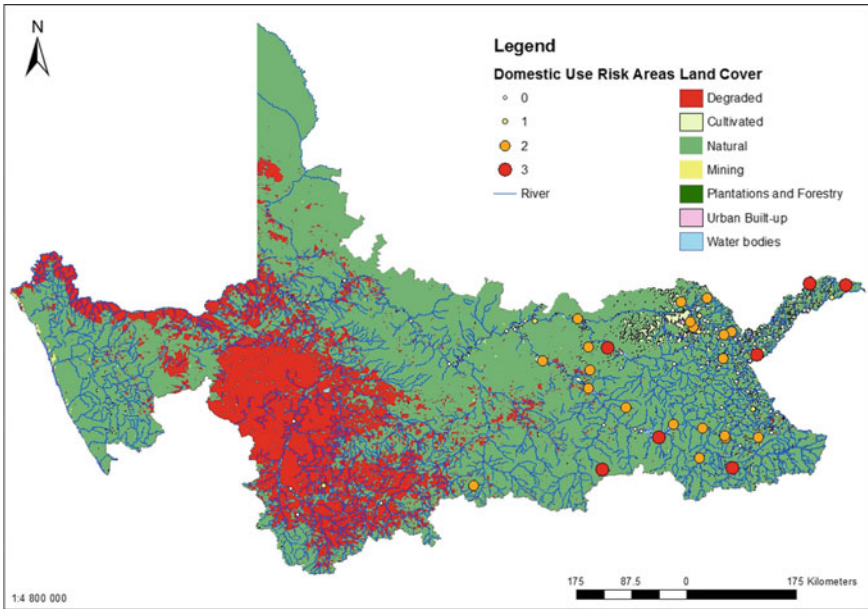 N
Legend
Domestic Use Risk Areas Land Cover
0
1
2
3
River
Degraded
Cultivated
Natural
Mining
Plantations and Forestry
Urban Built-up
Water bodies
1:4 800 000
175 87.5 0 175 Kilometers